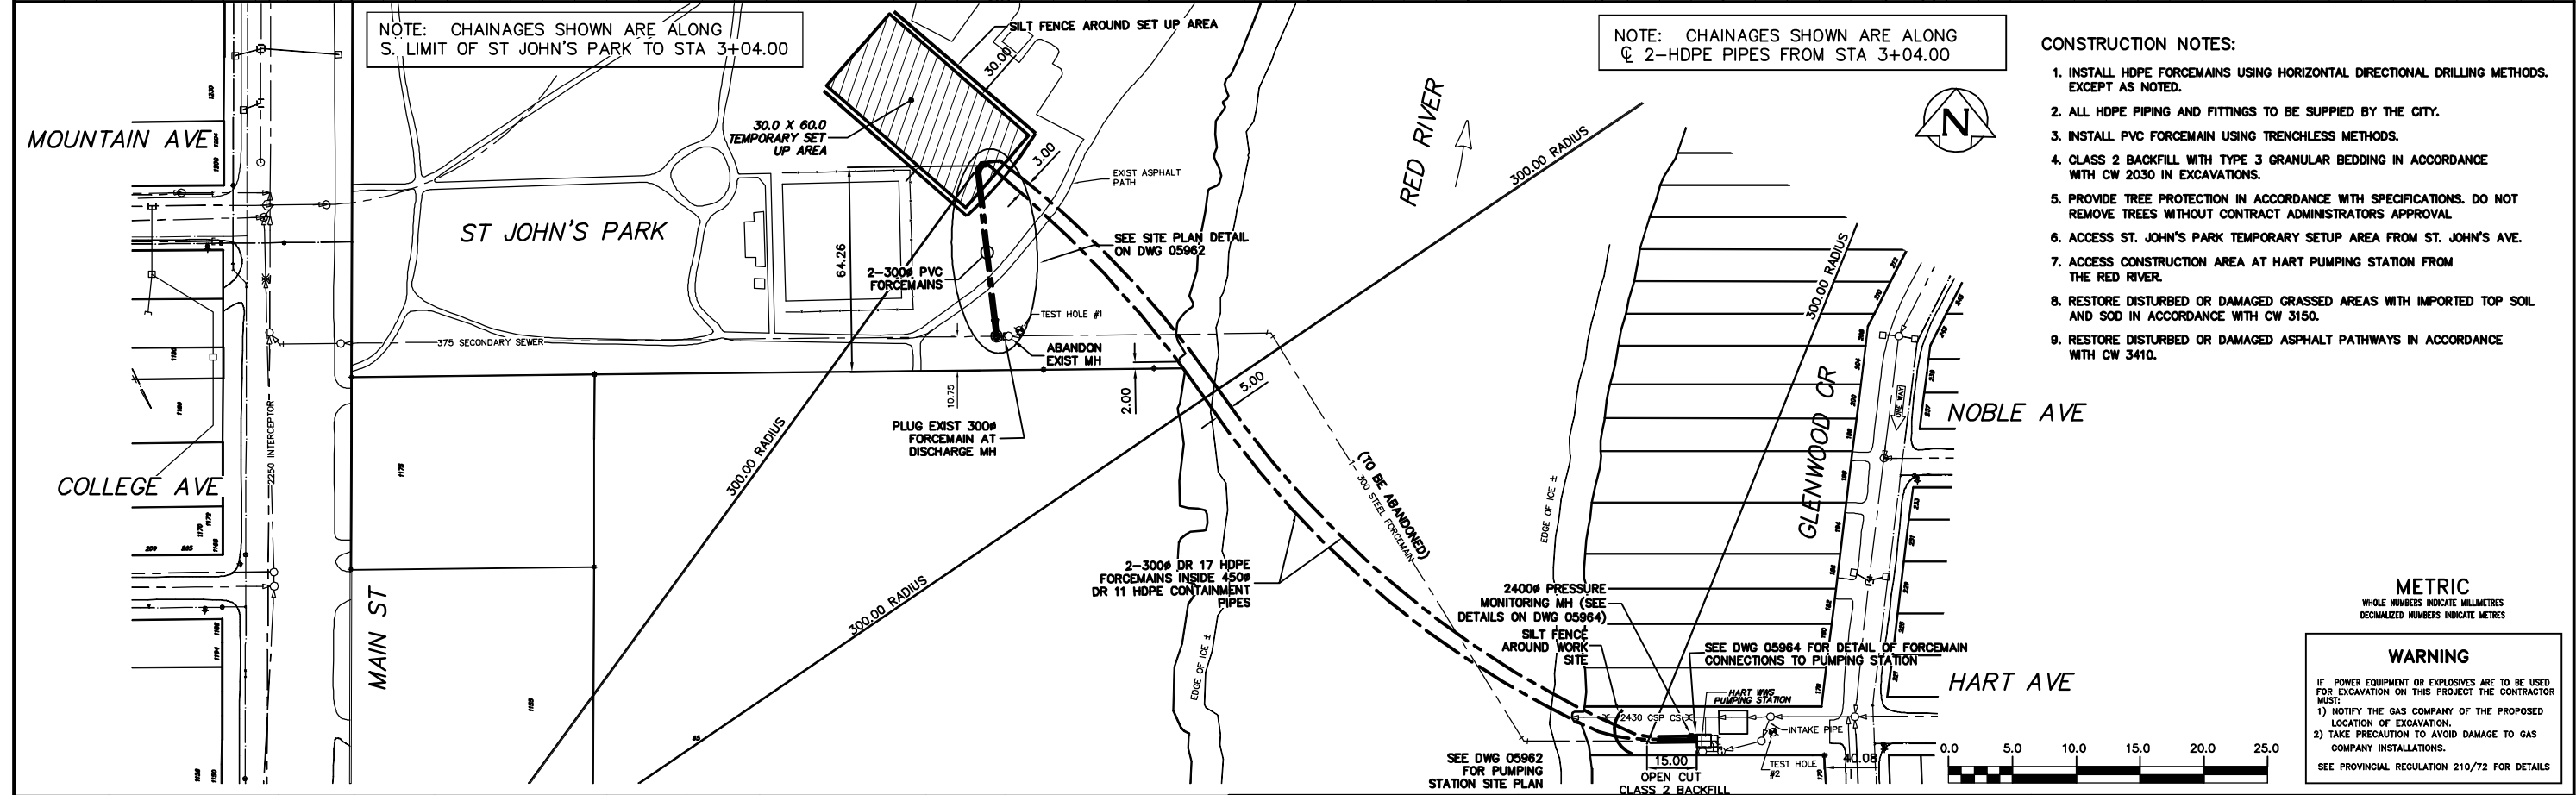 NOTE: CHAINAGES SHOWN ARE ALONG
S. LIMIT OF ST JOHN'S PARK TO STA 3+04.00
SILT FENCE AROUND SET UP AREA
30.00
NOTE: CHAINAGES SHOWN ARE ALONG
℄ 2-HDPE PIPES FROM STA 3+04.00
CONSTRUCTION NOTES:
1. INSTALL HDPE FORCEMAINS USING HORIZONTAL DIRECTIONAL DRILLING METHODS.
EXCEPT AS NOTED.
2. ALL HDPE PIPING AND FITTINGS TO BE SUPPIED BY THE CITY.
3. INSTALL PVC FORCEMAIN USING TRENCHLESS METHODS.
4. CLASS 2 BACKFILL WITH TYPE 3 GRANULAR BEDDING IN ACCORDANCE
WITH CW 2030 IN EXCAVATIONS.
5. PROVIDE TREE PROTECTION IN ACCORDANCE WITH SPECIFICATIONS. DO NOT
REMOVE TREES WITHOUT CONTRACT ADMINISTRATORS APPROVAL
6. ACCESS ST. JOHN'S PARK TEMPORARY SETUP AREA FROM ST. JOHN'S AVE.
7. ACCESS CONSTRUCTION AREA AT HART PUMPING STATION FROM
THE RED RIVER.
8. RESTORE DISTURBED OR DAMAGED GRASSED AREAS WITH IMPORTED TOP SOIL
AND SOD IN ACCORDANCE WITH CW 3150.
9. RESTORE DISTURBED OR DAMAGED ASPHALT PATHWAYS IN ACCORDANCE
WITH CW 3410.
N
MOUNTAIN AVE
30.0 X 60.0
TEMPORARY SET
UP AREA
3.00
EXIST ASPHALT
PATH
RED RIVER
300.00 RADIUS
ST JOHN'S PARK
64.26
2-300ø PVC
FORCEMAINS
SEE SITE PLAN DETAIL
ON DWG 05962
TEST HOLE #1
375 SECONDARY SEWER
ABANDON
EXIST MH
10.75
2.00
5.00
PLUG EXIST 300ø
FORCEMAIN AT
DISCHARGE MH
300.00 RADIUS
300.00 RADIUS
300.00 RADIUS
2250 INTERCEPTOR
COLLEGE AVE
MAIN ST
1175
1155
65
209
205
1170
1172
(TO BE ABANDONED)
1- 300 STEEL FORCEMAIN
EDGE OF ICE ±
EDGE OF ICE ±
GLENWOOD CR
ONE WAY
NOBLE AVE
HART AVE
2-300ø DR 17 HDPE
FORCEMAINS INSIDE 450ø
DR 11 HDPE CONTAINMENT
PIPES
2400ø PRESSURE
MONITORING MH (SEE
DETAILS ON DWG 05964)
SILT FENCE
AROUND WORK
SITE
SEE DWG 05964 FOR DETAIL OF FORCEMAIN
CONNECTIONS TO PUMPING STATION
HART WWS
PUMPING STATION
2430 CSP CS
INTAKE PIPE
TEST HOLE
#2
40.08
15.00
OPEN CUT
CLASS 2 BACKFILL
SEE DWG 05962
FOR PUMPING
STATION SITE PLAN
0.0 5.0 10.0 15.0 20.0 25.0
METRIC
WHOLE NUMBERS INDICATE MILLIMETRES
DECIMALIZED NUMBERS INDICATE METRES
WARNING
IF POWER EQUIPMENT OR EXPLOSIVES ARE TO BE USED
FOR EXCAVATION ON THIS PROJECT THE CONTRACTOR
MUST:
1) NOTIFY THE GAS COMPANY OF THE PROPOSED
LOCATION OF EXCAVATION.
2) TAKE PRECAUTION TO AVOID DAMAGE TO GAS
COMPANY INSTALLATIONS.
SEE PROVINCIAL REGULATION 210/72 FOR DETAILS